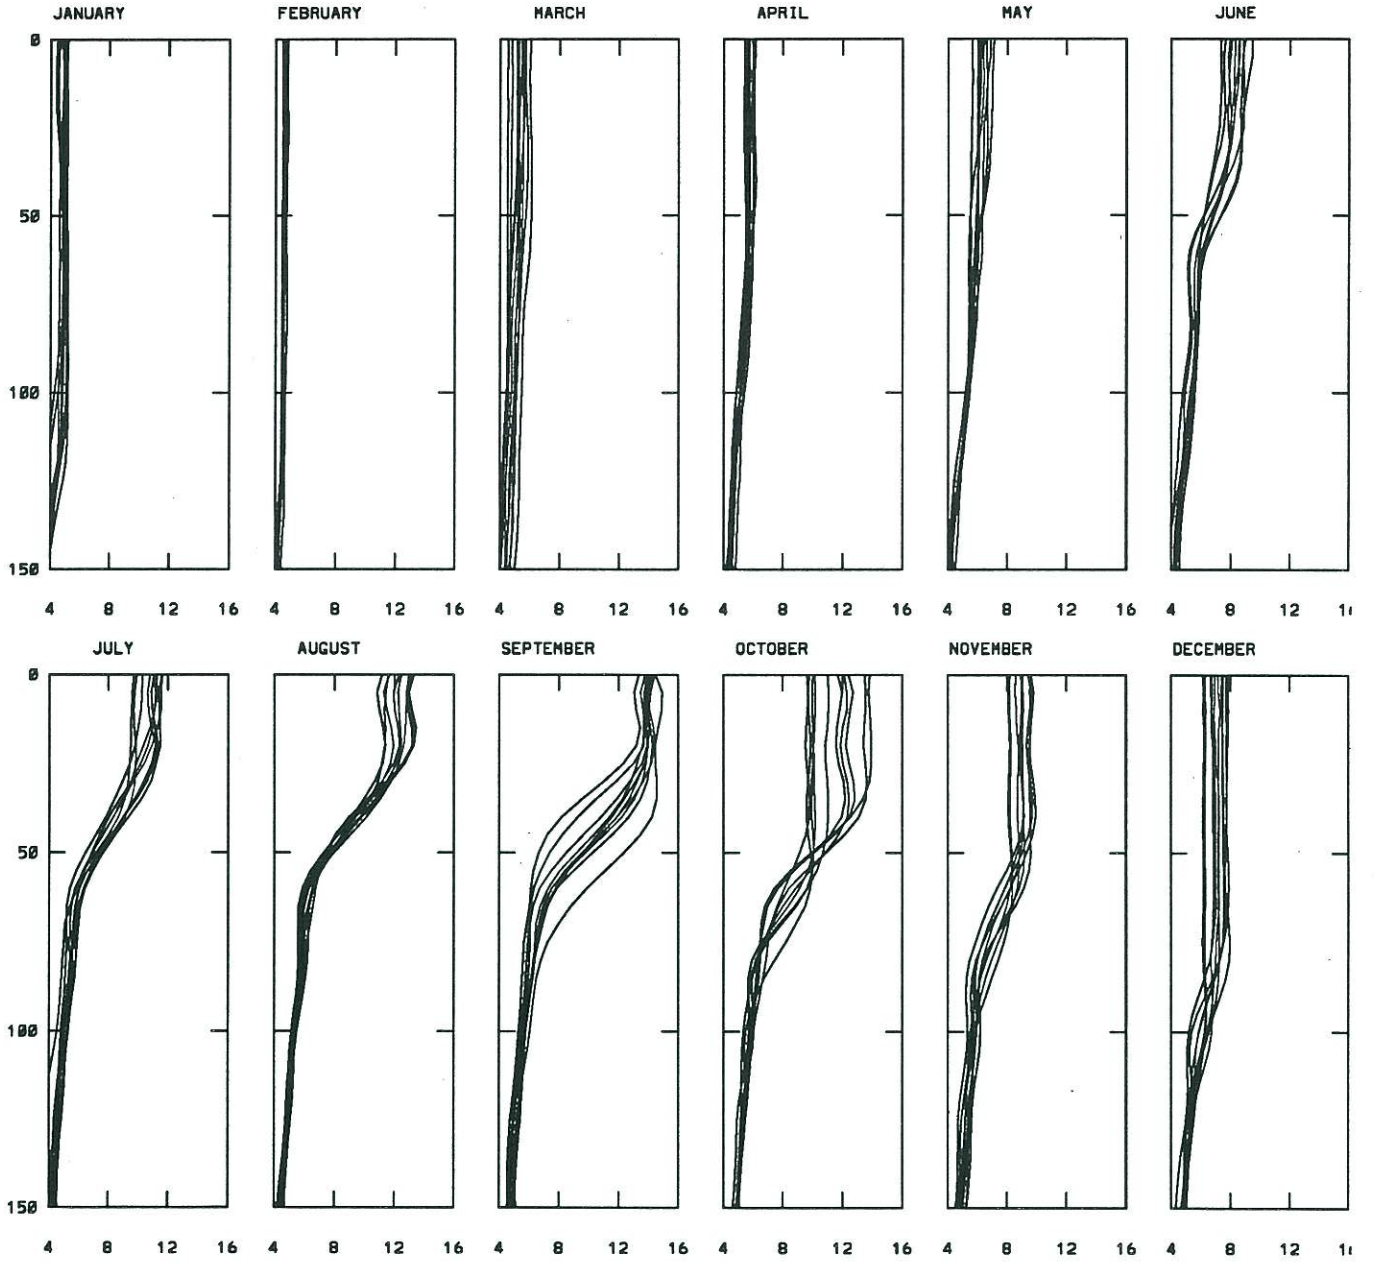 JANUARY FEBRUARY MARCH APRIL MAY JUNE
0
50
100
150
4 8 12 16 4 8 12 16 4 8 12 16 4 8 12 16 4 8 12 16 4 8 12
JULY AUGUST SEPTEMBER OCTOBER NOVEMBER DECEMBER
0
50
100
150
4 8 12 16 4 8 12 16 4 8 12 16 4 8 12 16 4 8 12 16 4 8 12